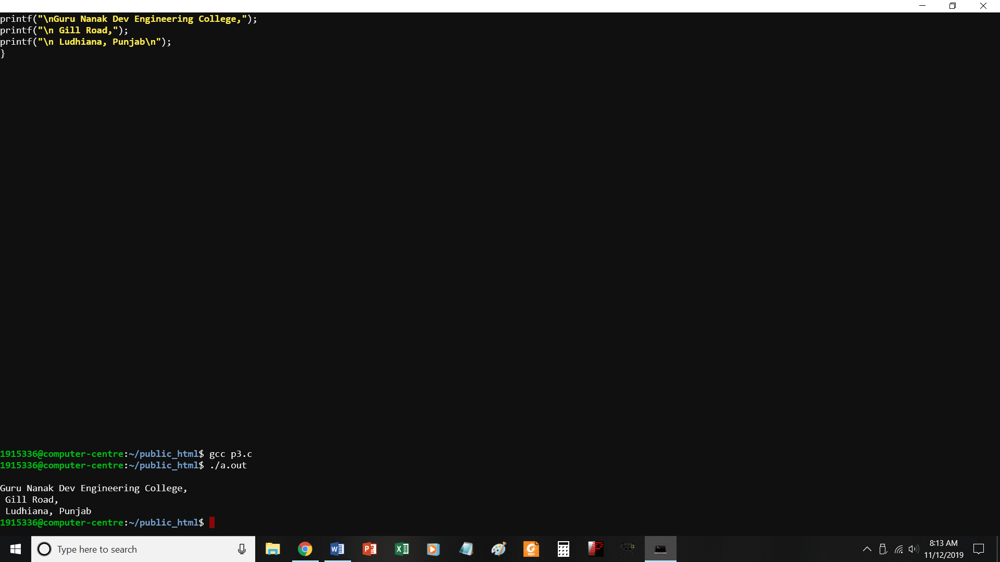 printf("\nGuru Nanak Dev Engineering College,");
printf("\n Gill Road,");
printf("\n Ludhiana, Punjab\n");
}
1915336@computer-centre:~/public_html$ gcc p3.c
1915336@computer-centre:~/public_html$ ./a.out
Guru Nanak Dev Engineering College,
 Gill Road,
 Ludhiana, Punjab
1915336@computer-centre:~/public_html$
Type here to search
8:13 AM
11/12/2019